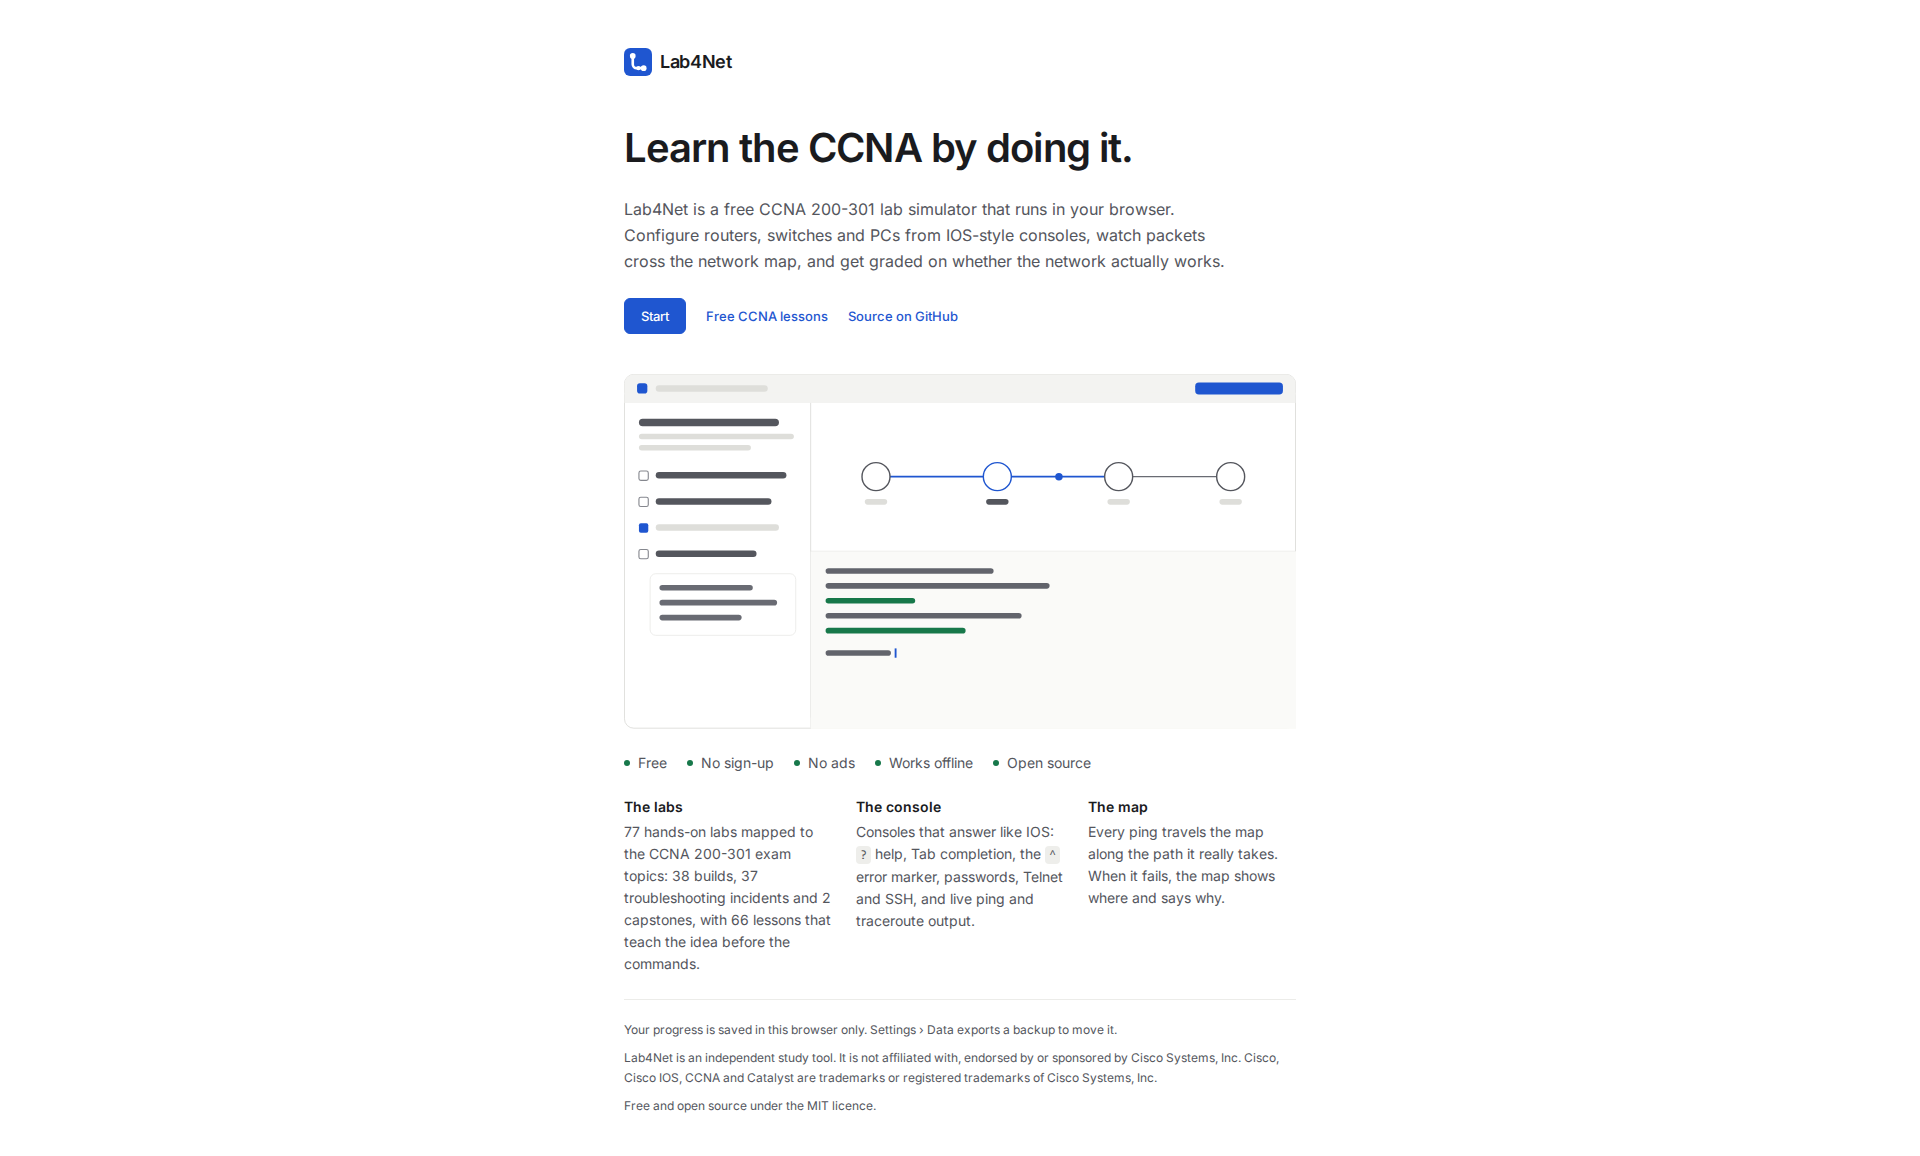 Lab4Net
Learn the CCNA by doing it.
Lab4Net is a free CCNA 200-301 lab simulator that runs in your browser.
Configure routers, switches and PCs from IOS-style consoles, watch packets
cross the network map, and get graded on whether the network actually works.
Start
Free CCNA lessons
Source on GitHub
Free
No sign-up
No ads
Works offline
Open source
The labs
77 hands-on labs mapped to
the CCNA 200-301 exam
topics: 38 builds, 37
troubleshooting incidents and 2
capstones, with 66 lessons that
teach the idea before the
commands.
The console
Consoles that answer like IOS:
? help, Tab completion, the ^
error marker, passwords, Telnet
and SSH, and live ping and
traceroute output.
The map
Every ping travels the map
along the path it really takes.
When it fails, the map shows
where and says why.
Your progress is saved in this browser only. Settings › Data exports a backup to move it.
Lab4Net is an independent study tool. It is not affiliated with, endorsed by or sponsored by Cisco Systems, Inc. Cisco,
Cisco IOS, CCNA and Catalyst are trademarks or registered trademarks of Cisco Systems, Inc.
Free and open source under the MIT licence.